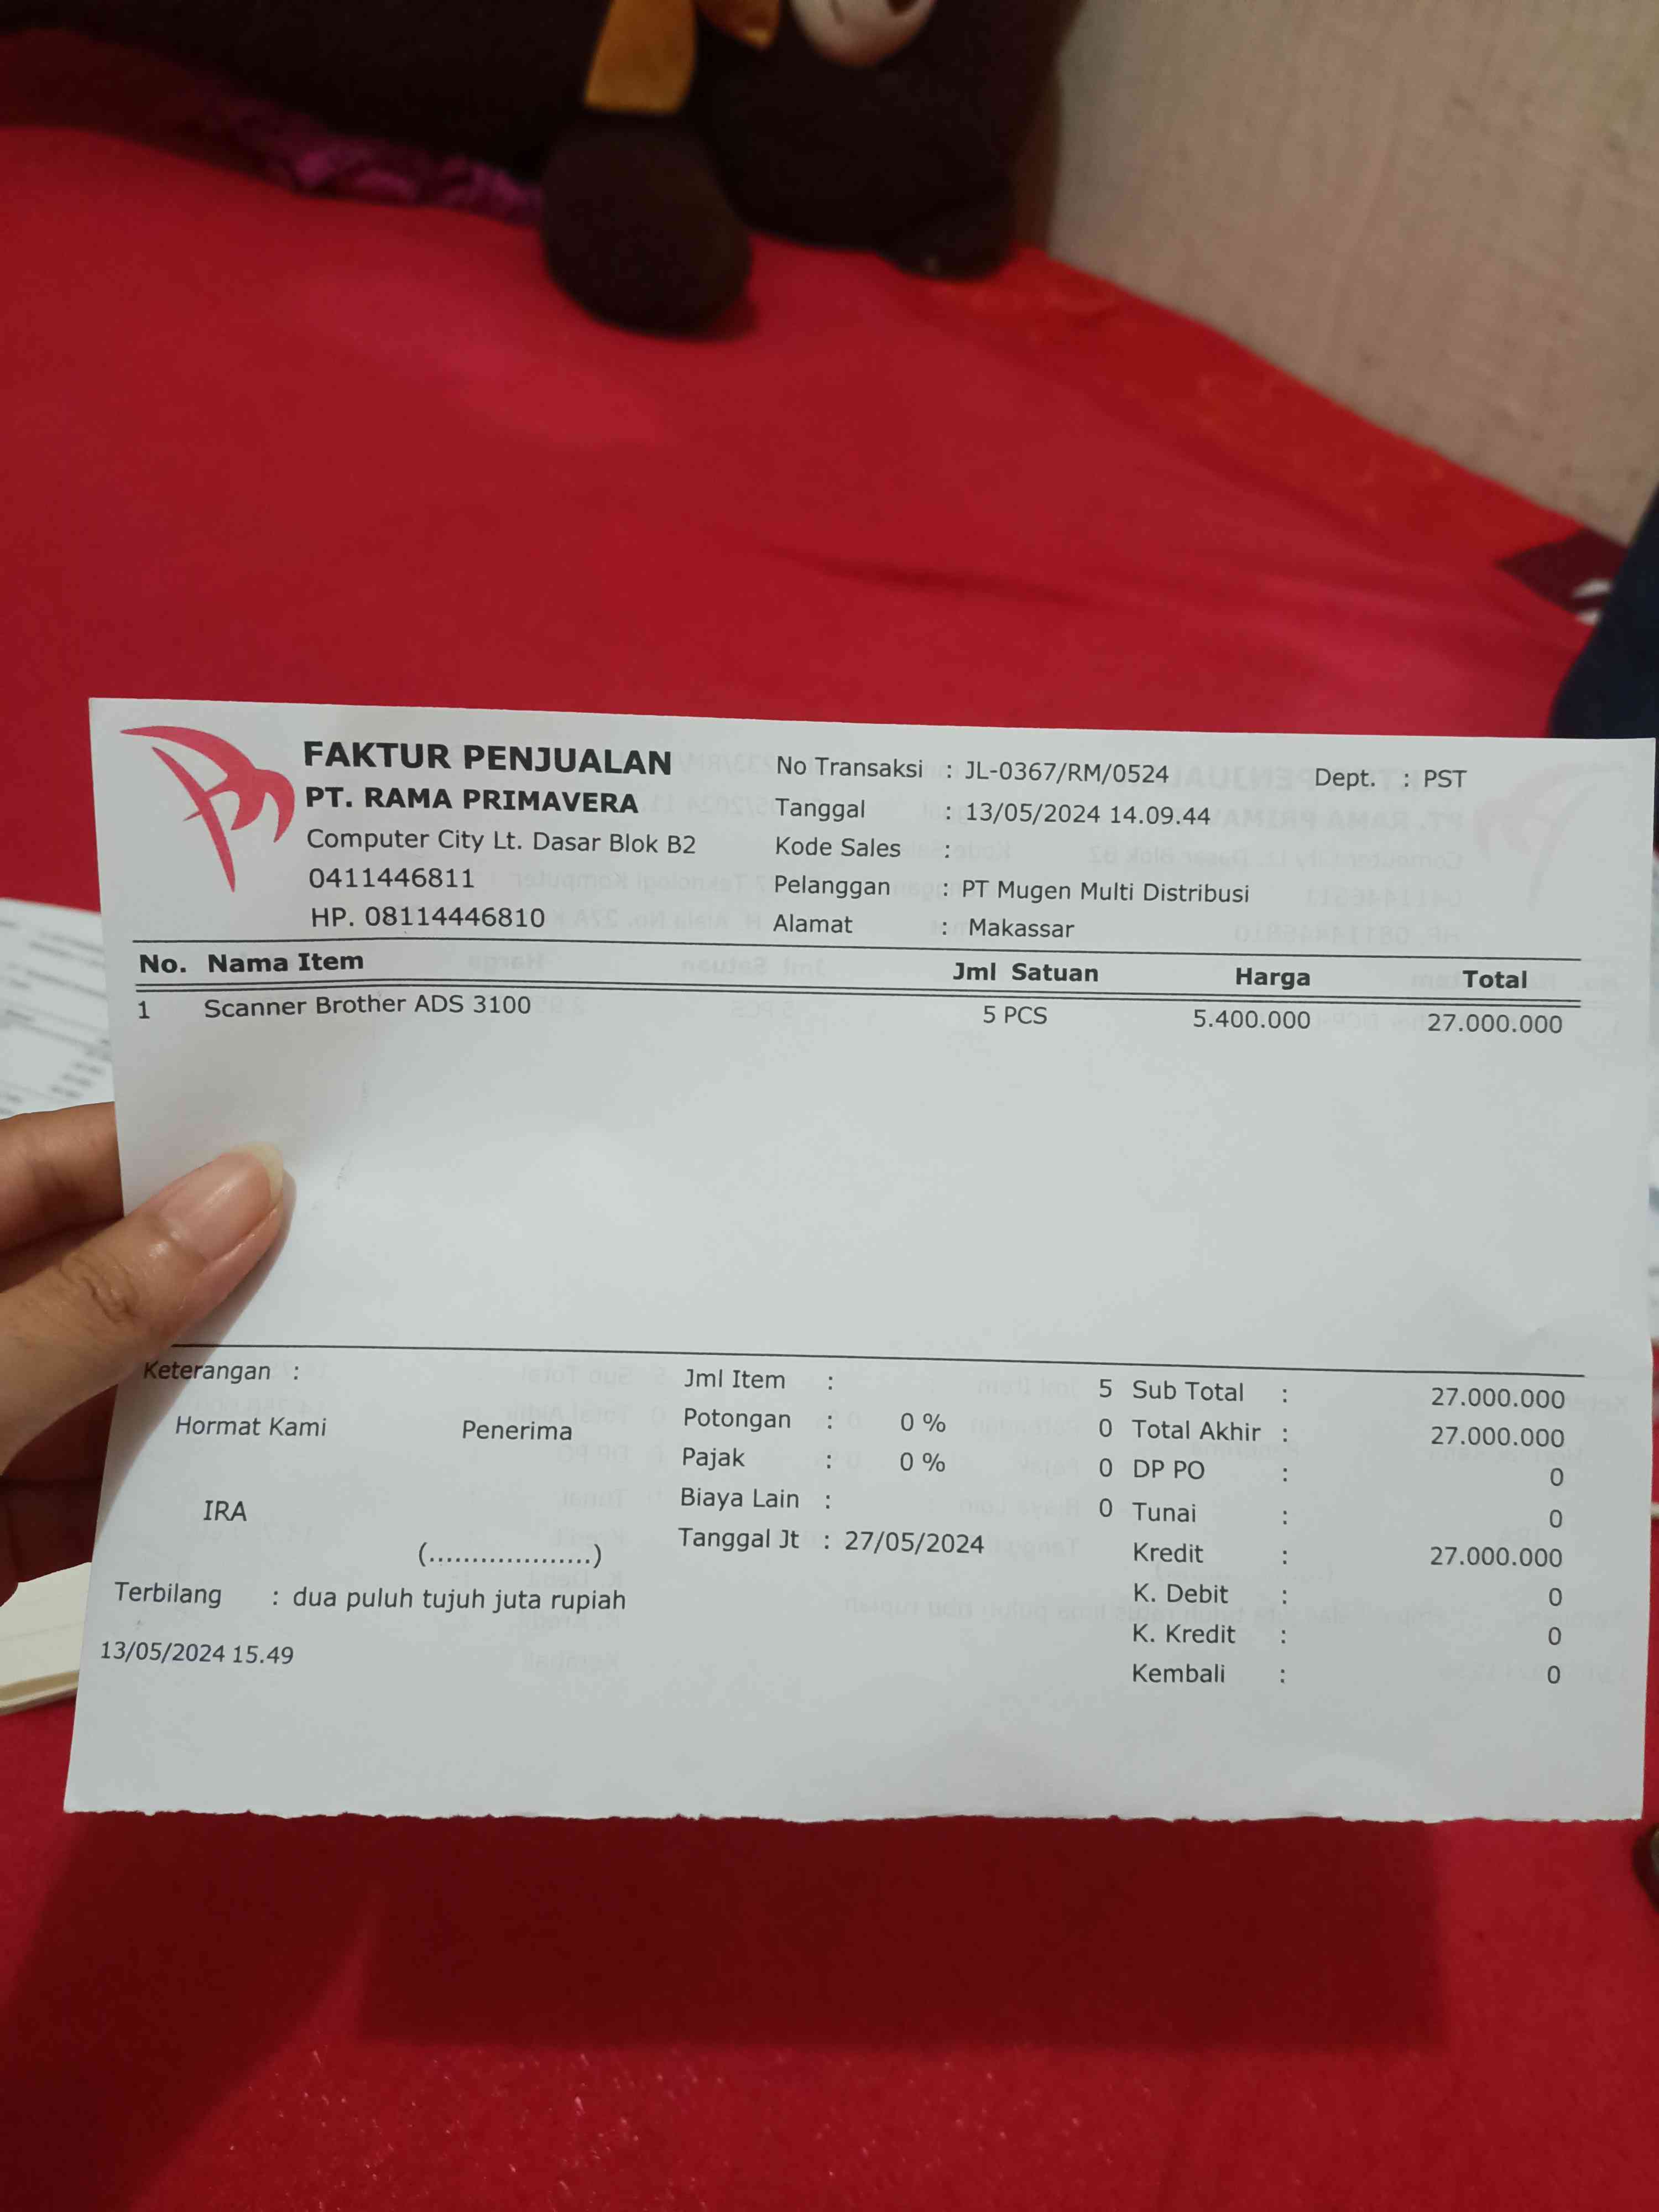 FAKTUR PENJUALAN
PT. RAMA PRIMAVERA
Computer City Lt. Dasar Blok B2
0411446811
HP. 08114446810
No Transaksi : JL-0367/RM/0524 Dept. : PST
Tanggal : 13/05/2024 14.09.44
Kode Sales :
Pelanggan : PT Mugen Multi Distribusi
Alamat : Makassar
No. Nama Item Jml Satuan Harga Total
1 Scanner Brother ADS 3100 5 PCS 5.400.000 27.000.000
Keterangan :
Hormat Kami Penerima
IRA
(...................)
Terbilang : dua puluh tujuh juta rupiah
13/05/2024 15.49
Jml Item : 5
Potongan : 0 % 0
Pajak : 0 % 0
Biaya Lain : 0
Tanggal Jt : 27/05/2024
Sub Total : 27.000.000
Total Akhir : 27.000.000
DP PO : 0
Tunai : 0
Kredit : 27.000.000
K. Debit : 0
K. Kredit : 0
Kembali : 0